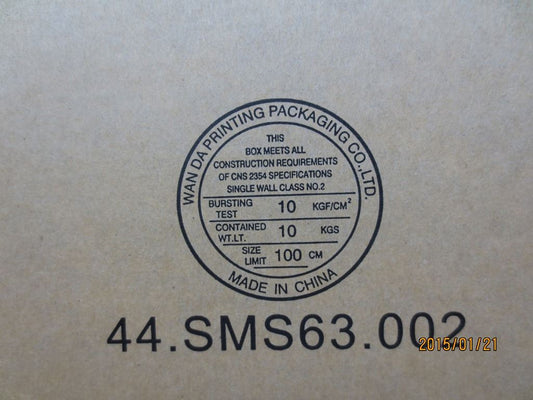 WAN DA PRINTING PACKAGING CO.,LTD.
THIS
BOX MEETS ALL
CONSTRUCTION REQUIREMENTS
OF CNS 2354 SPECIFICATIONS
SINGLE WALL CLASS NO.2
BURSTING TEST 10 KGF/CM²
CONTAINED WT.LT. 10 KGS
SIZE LIMIT 100 CM
MADE IN CHINA
44.SMS63.002
2015/01/21